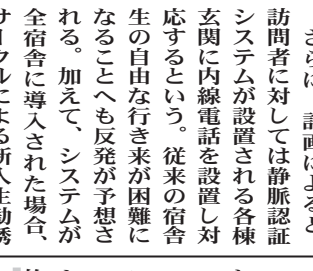 さらに、計画によると
訪問者に対しては静脈認証
システムが設置される各棟
玄関に内線電話を設置し対
応するという。従来の宿舎
生の自由な行き来が困難に
なることへも反発が予想さ
れる。加えて、システムが
全宿舎に導入された場合、
サークルによる新入生勧誘